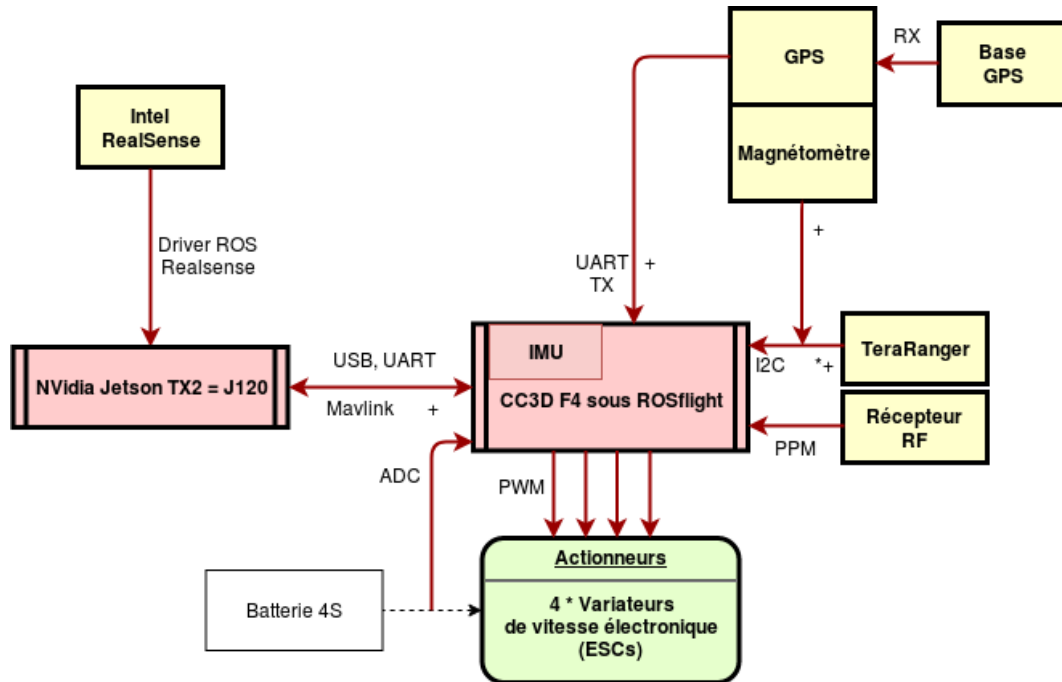 GPS
RX
Base
GPS
Intel
RealSense
Magnétomètre
+
Driver ROS
Realsense
UART +
TX
IMU
TeraRanger
I2C *+
USB, UART
NVidia Jetson TX2 = J120
CC3D F4 sous ROSflight
Mavlink +
Récepteur
RF
PPM
ADC
PWM
Actionneurs
Batterie 4S
4 * Variateurs
de vitesse électronique
(ESCs)